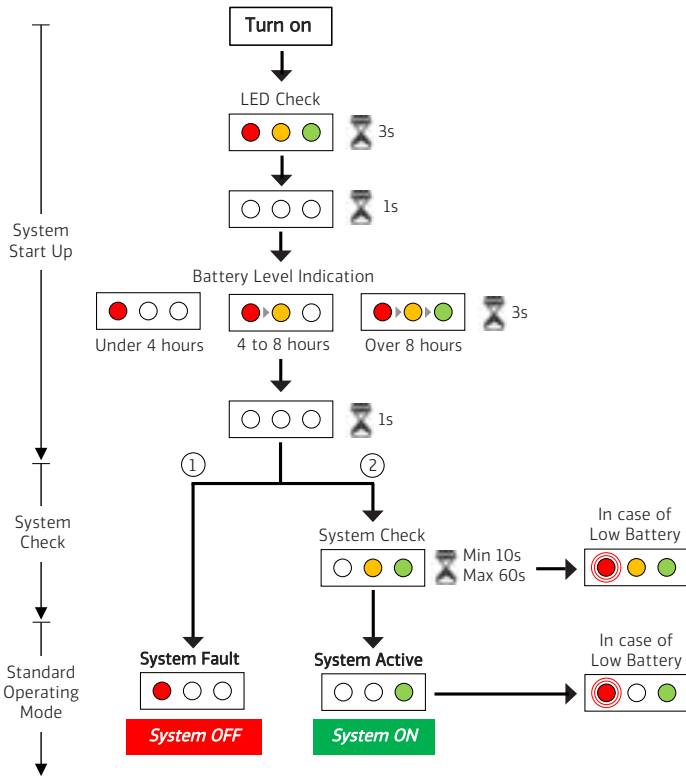 Turn on
LED Check
3s
1s
System
Start Up
Battery Level Indication
3s
Under 4 hours
4 to 8 hours
Over 8 hours
1s
1
2
System
Check
System Check
Min 10s
Max 60s
In case of
Low Battery
Standard
Operating
Mode
System Fault
System OFF
System Active
System ON
In case of
Low Battery